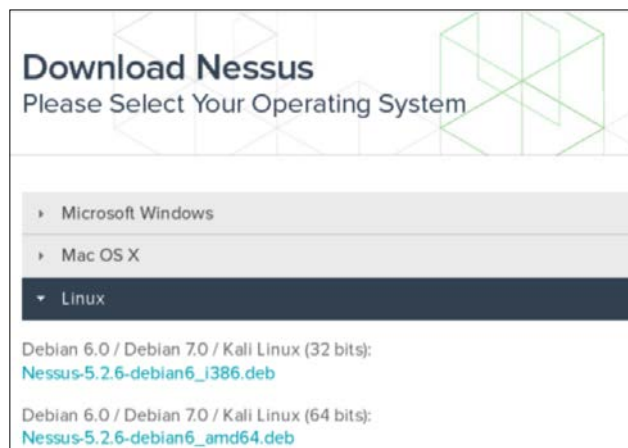 Download Nessus
Please Select Your Operating System
Microsoft Windows
Mac OS X
Linux
Debian 6.0 / Debian 7.0 / Kali Linux (32 bits):
Nessus-5.2.6-debian6_i386.deb
Debian 6.0 / Debian 7.0 / Kali Linux (64 bits):
Nessus-5.2.6-debian6_amd64.deb